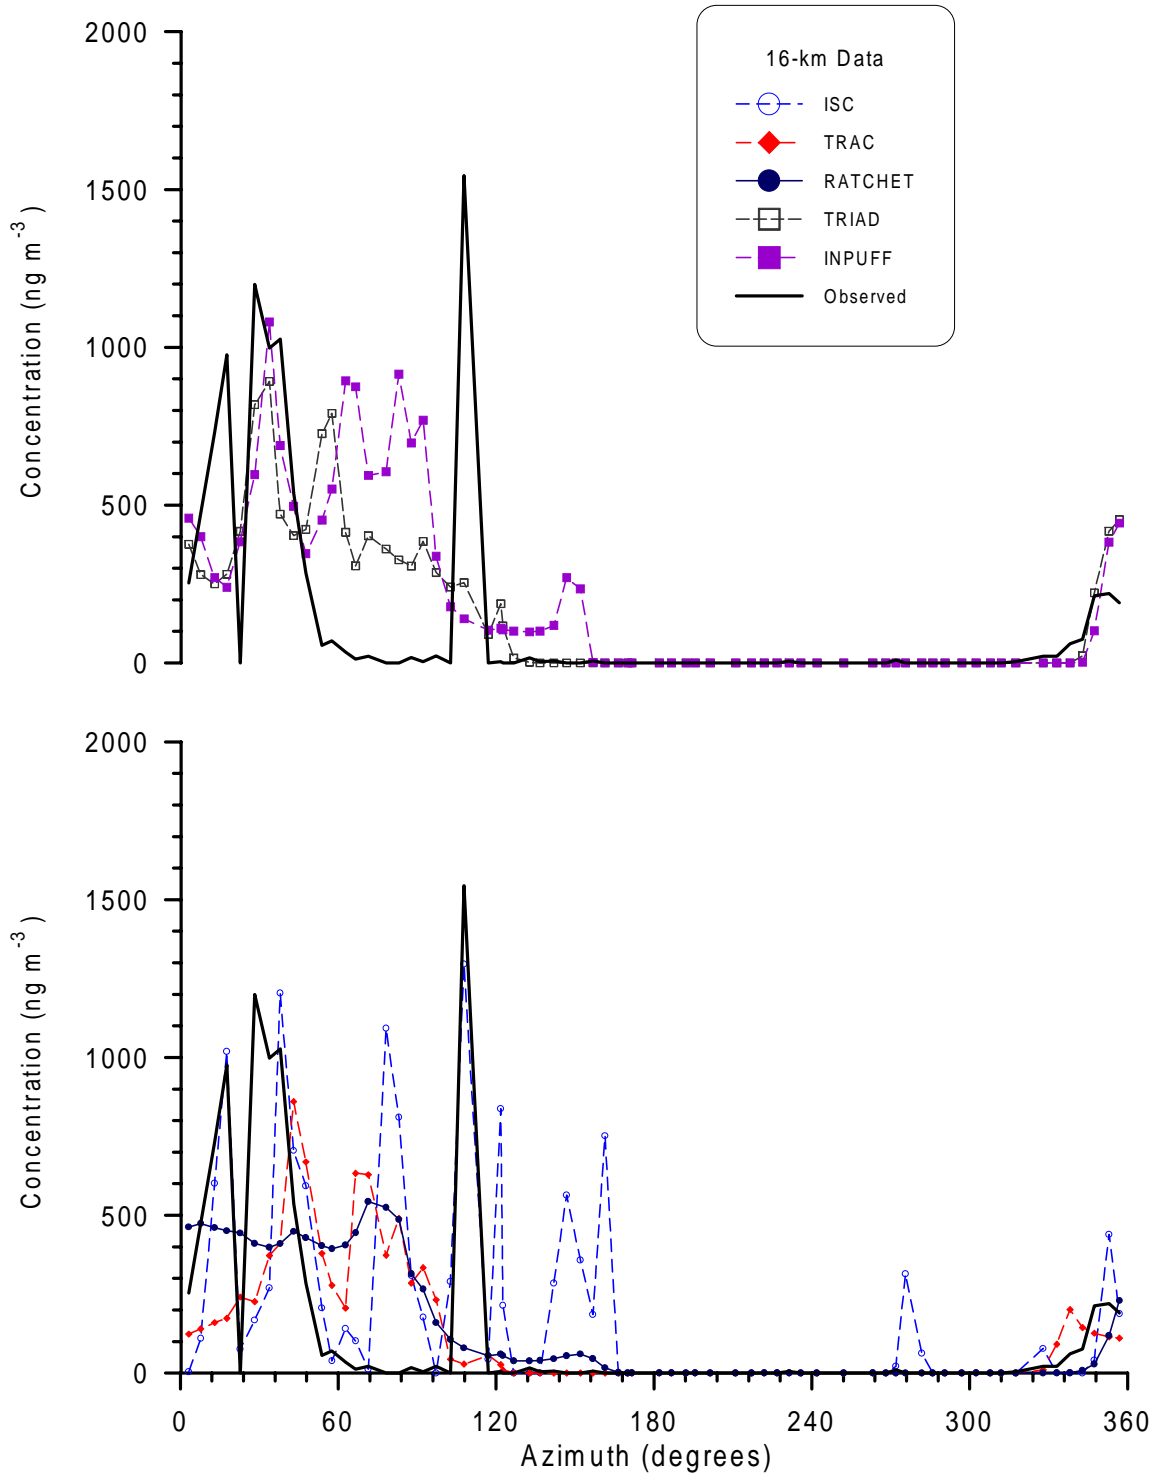 2000
1500
1000
500
0
Concentration (ng m⁻³ )
16-km Data
ISC
TRAC
RATCHET
TRIAD
INPUFF
Observed
2000
1500
1000
500
0
Concentration (ng m⁻³ )
0 60 120 180 240 300 360
Azimuth (degrees)